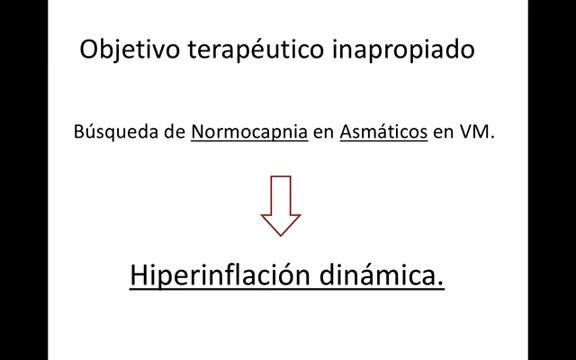 Objetivo terapéutico inapropiado
Búsqueda de Normocapnia en Asmáticos en VM.
Hiperinflación dinámica.